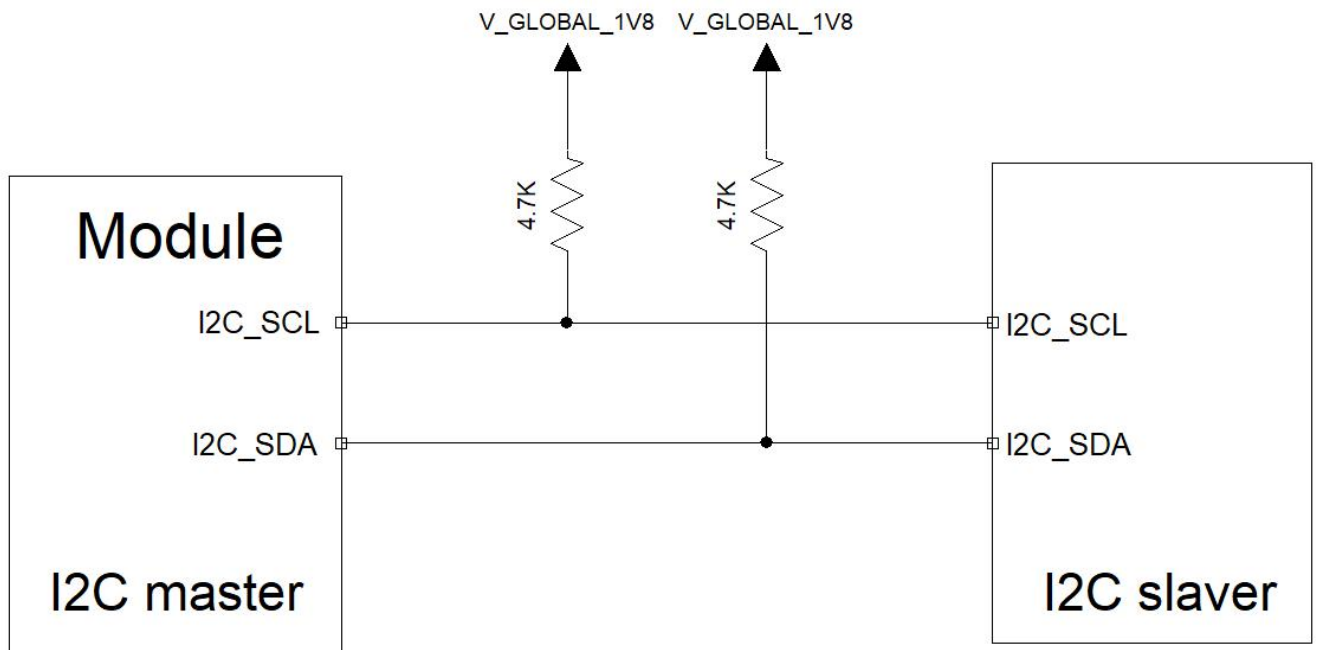 V_GLOBAL_1V8 V_GLOBAL_1V8
4.7K 4.7K
Module
I2C_SCL I2C_SCL
I2C_SDA I2C_SDA
I2C master I2C slaver